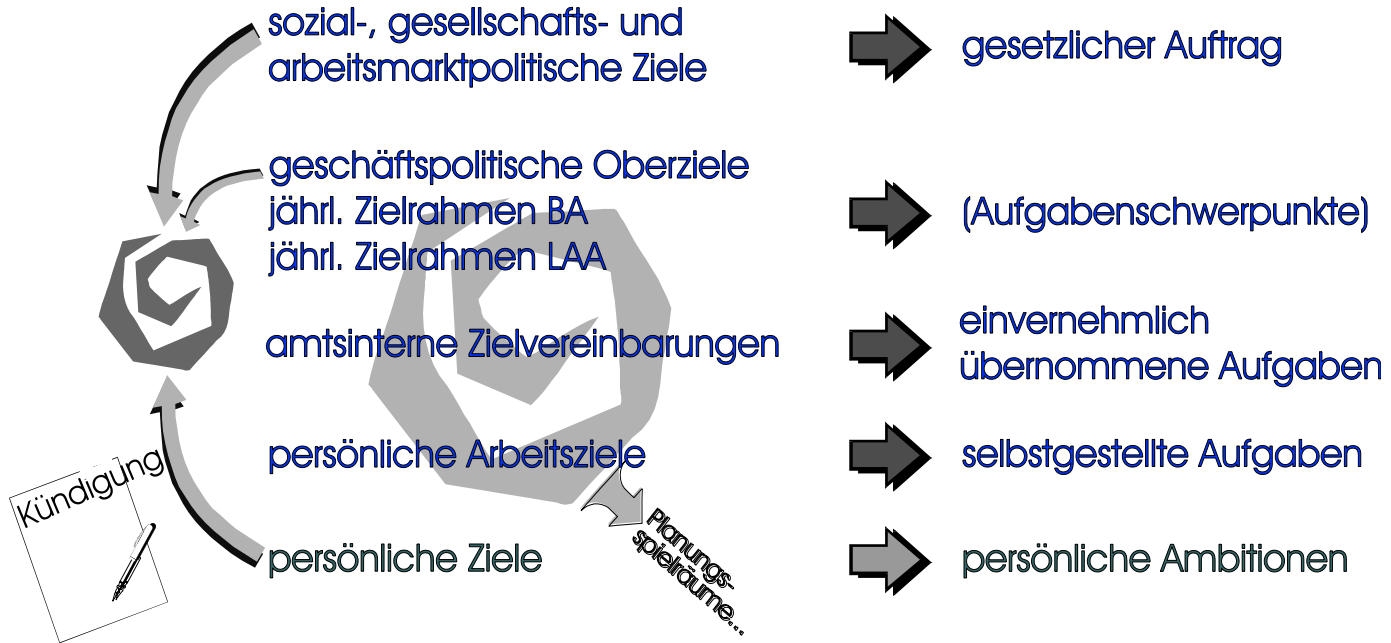 sozial-, gesellschafts- und
arbeitsmarktpolitische Ziele
gesetzlicher Auftrag
geschäftspolitische Oberziele
jährl. Zielrahmen BA
jährl. Zielrahmen LAA
(Aufgabenschwerpunkte)
amtsinterne Zielvereinbarungen
einvernehmlich
übernommene Aufgaben
persönliche Arbeitsziele
selbstgestellte Aufgaben
Kündigung
Planungs-
spielräume...
persönliche Ziele
persönliche Ambitionen